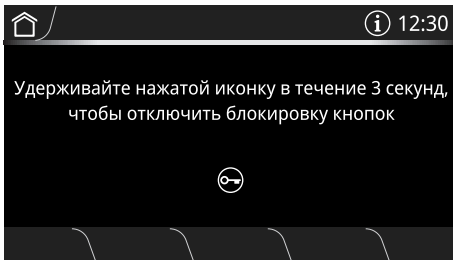 12:30
Удерживайте нажатой иконку в течение 3 секунд,
чтобы отключить блокировку кнопок